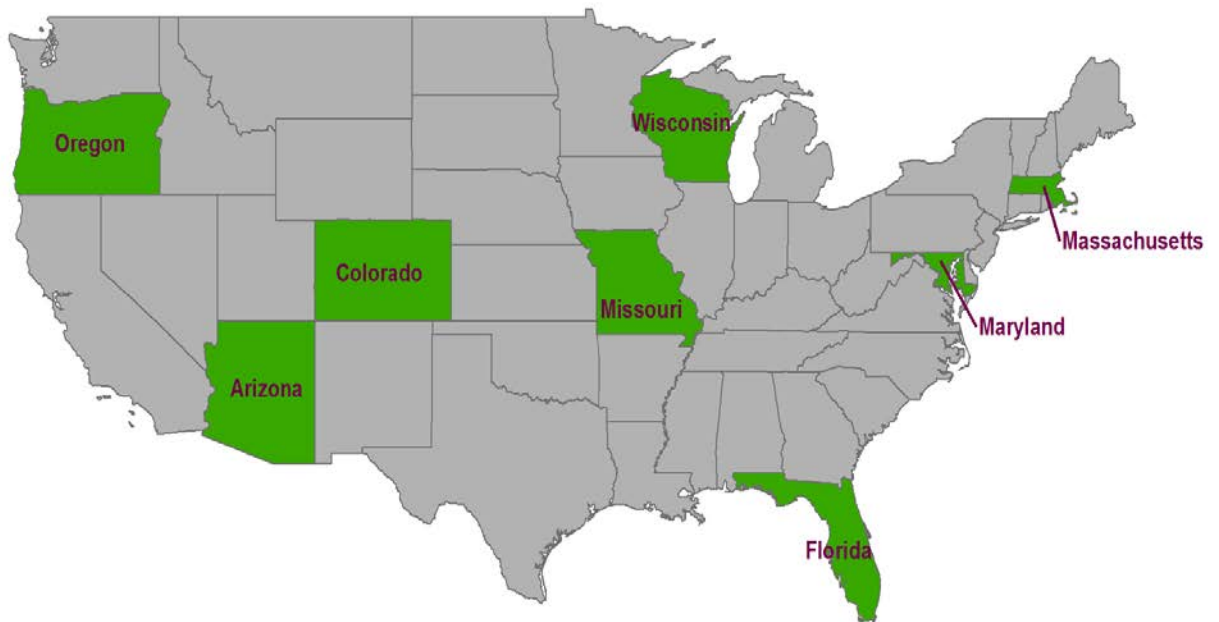 Wisconsin
Oregon
Massachusetts
Colorado
Missouri
Maryland
Arizona
Florida